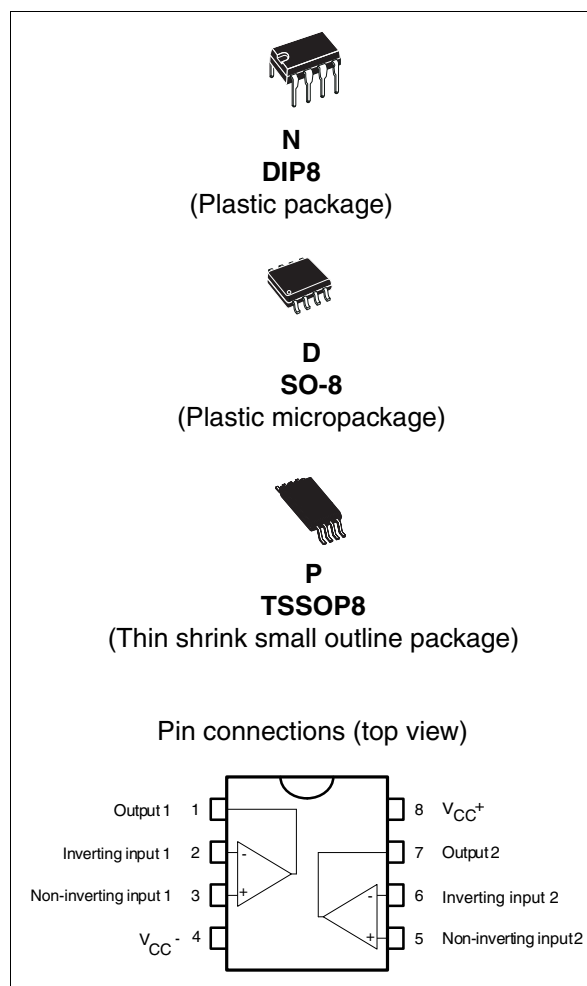 N
DIP8
(Plastic package)
D
SO-8
(Plastic micropackage)
P
TSSOP8
(Thin shrink small outline package)
Pin connections (top view)
Output 1 1
8 VCC+
Inverting input 1 2 -
7 Output 2
Non-inverting input 1 3 +
- 6 Inverting input 2
VCC - 4
+ 5 Non-inverting input 2